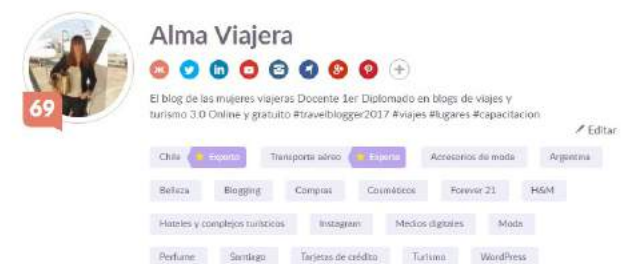 Alma Viajera
69
El blog de las mujeres viajeras Docente 1er Diplomado en blogs de viajes y
turismo 3.0 Online y gratuito #travelblogger2017 #viajes #lugares #capacitacion
Editar
Chile Experto Transporte aéreo Experto Accesorios de moda Argentina
Belleza Blogging Compras Cosméticos Forever 21 H&M
Hoteles y complejos turísticos Instagram Medios digitales Moda
Perfume Santiago Tarjetas de crédito Turismo WordPress